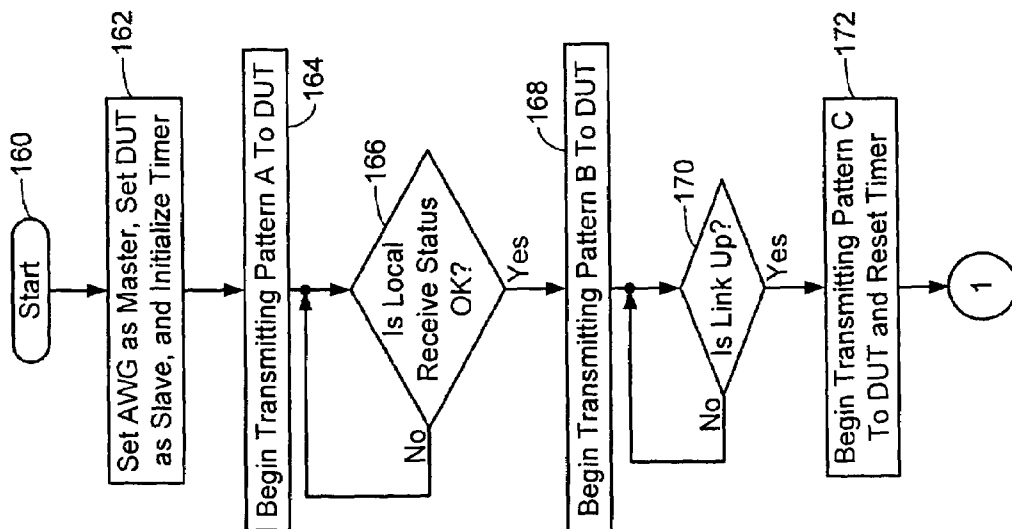 Start
160
Set AWG as Master, Set DUT
as Slave, and Initialize Timer
162
Begin Transmitting Pattern A To DUT
164
Is Local
Receive Status
OK?
166
No
Yes
Begin Transmitting Pattern B To DUT
168
Is Link Up?
170
No
Yes
Begin Transmitting Pattern C
To DUT and Reset Timer
172
1